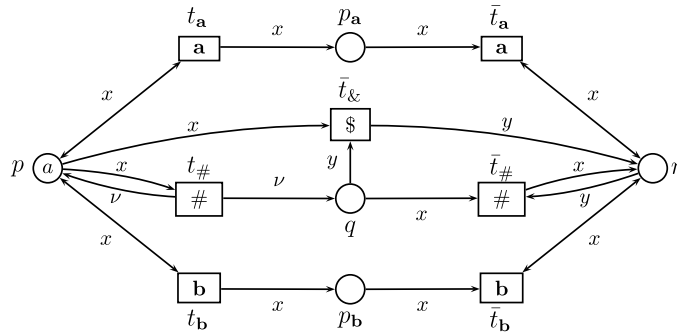 t_a p_a t̄_a
x x
a a
t̄_&
x x
$
x y
p a x t_# y t̄_# x r
ν # ν x # y
q
x x
b b
x x
t_b p_b t̄_b